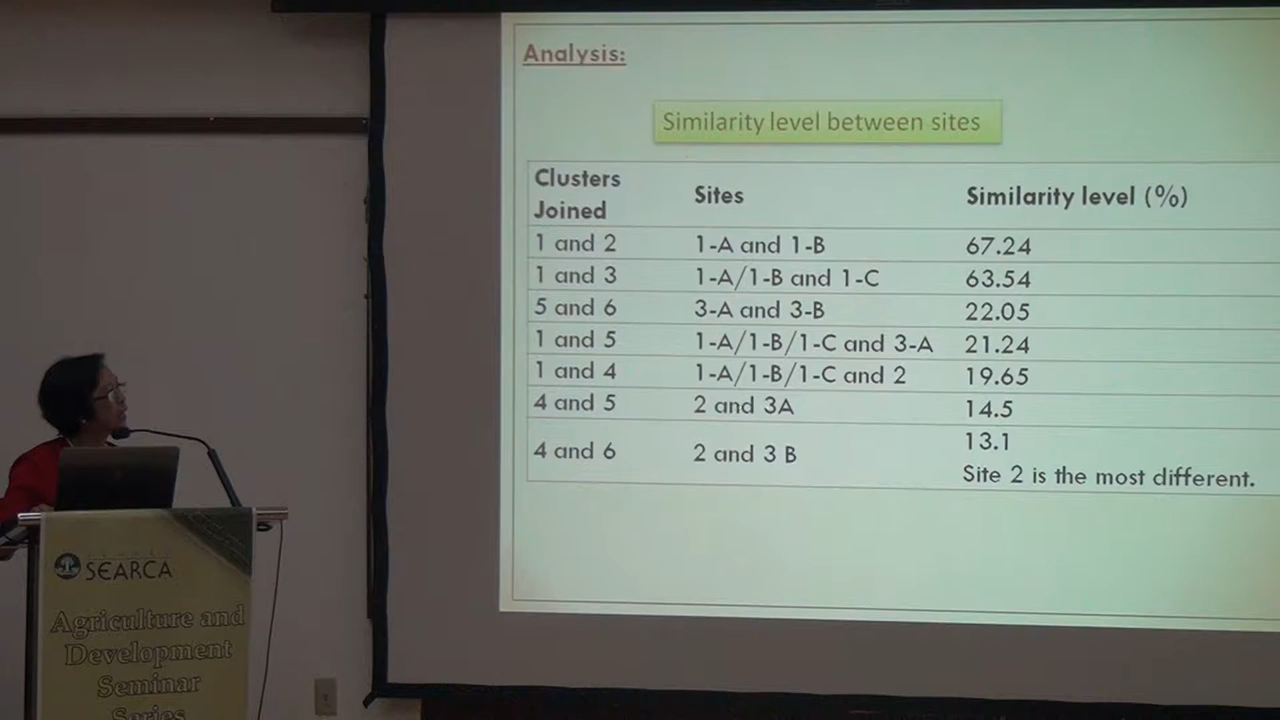 Analysis:
Similarity level between sites
Clusters Joined Sites Similarity level (%)
1 and 2 1-A and 1-B 67.24
1 and 3 1-A/1-B and 1-C 63.54
5 and 6 3-A and 3-B 22.05
1 and 5 1-A/1-B/1-C and 3-A 21.24
1 and 4 1-A/1-B/1-C and 2 19.65
4 and 5 2 and 3A 14.5
4 and 6 2 and 3 B 13.1
Site 2 is the most different.
SEARCA
Agriculture and
Development
Seminar
Series